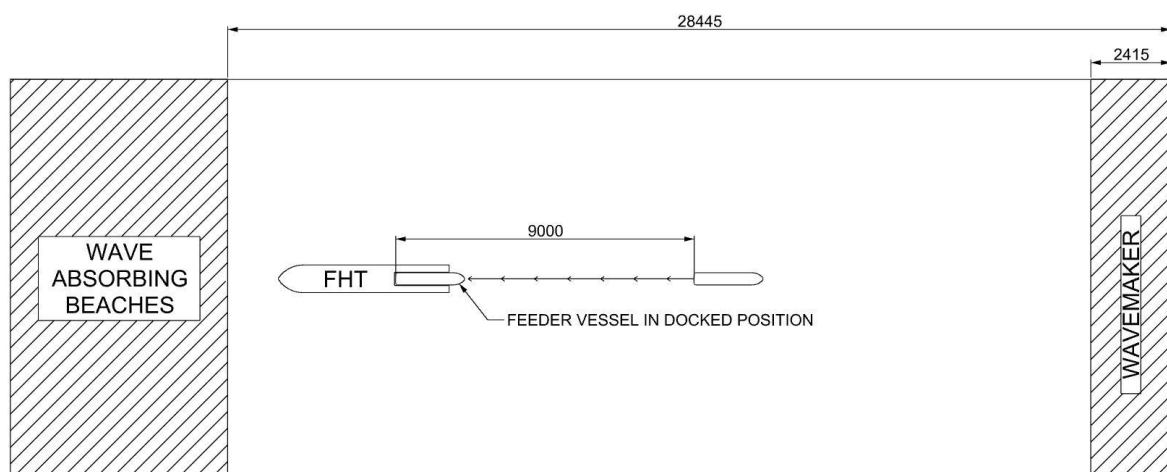 28445
2415
9000
WAVE
ABSORBING
BEACHES
FHT
FEEDER VESSEL IN DOCKED POSITION
WAVEMAKER